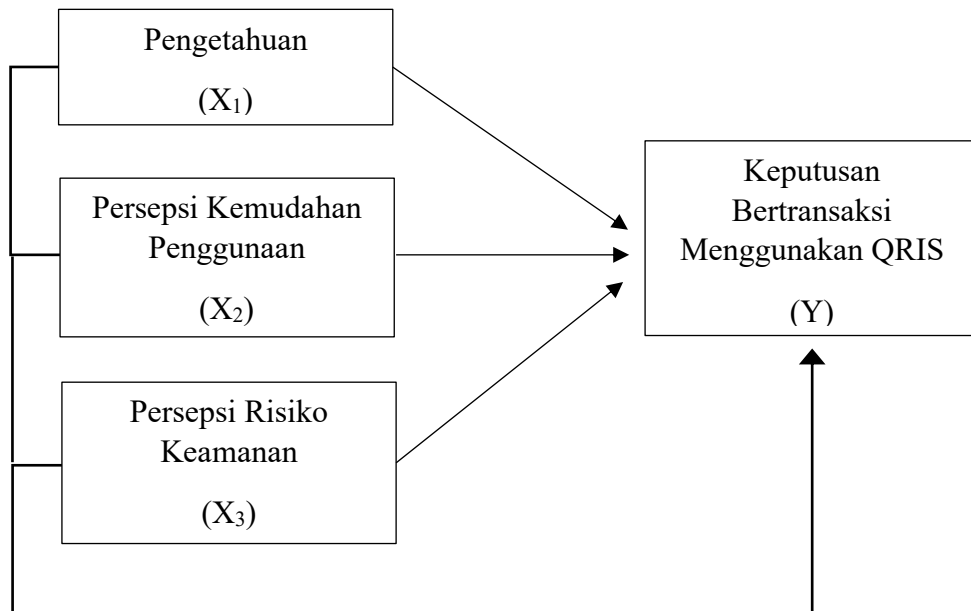 Pengetahuan
(X₁)
Persepsi Kemudahan
Penggunaan
(X₂)
Persepsi Risiko
Keamanan
(X₃)
Keputusan
Bertransaksi
Menggunakan QRIS
(Y)